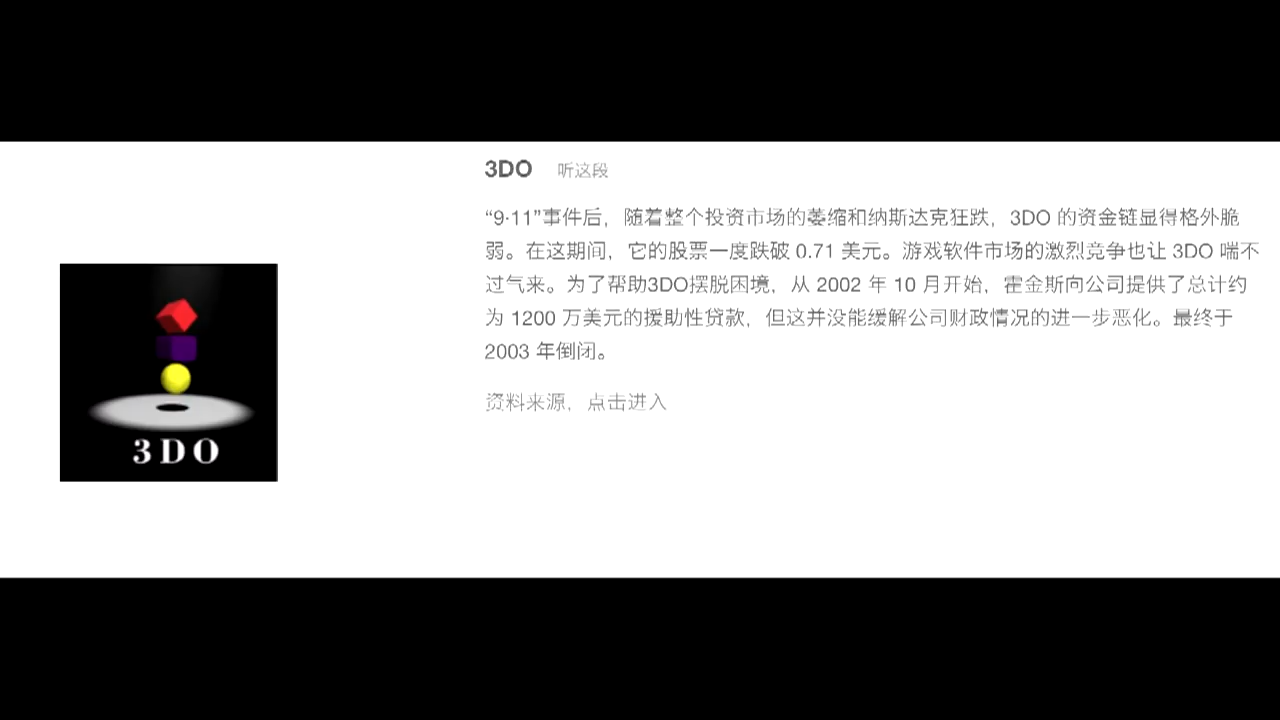 3DO 听这段
“9·11”事件后，随着整个投资市场的萎缩和纳斯达克狂跌，3DO 的资金链显得格外脆
弱。在这期间，它的股票一度跌破 0.71 美元。游戏软件市场的激烈竞争也让 3DO 喘不
过气来。为了帮助3DO摆脱困境，从 2002 年 10 月开始，霍金斯向公司提供了总计约
为 1200 万美元的援助性贷款，但这并没能缓解公司财政情况的进一步恶化。最终于
2003 年倒闭。
资料来源，点击进入
3DO